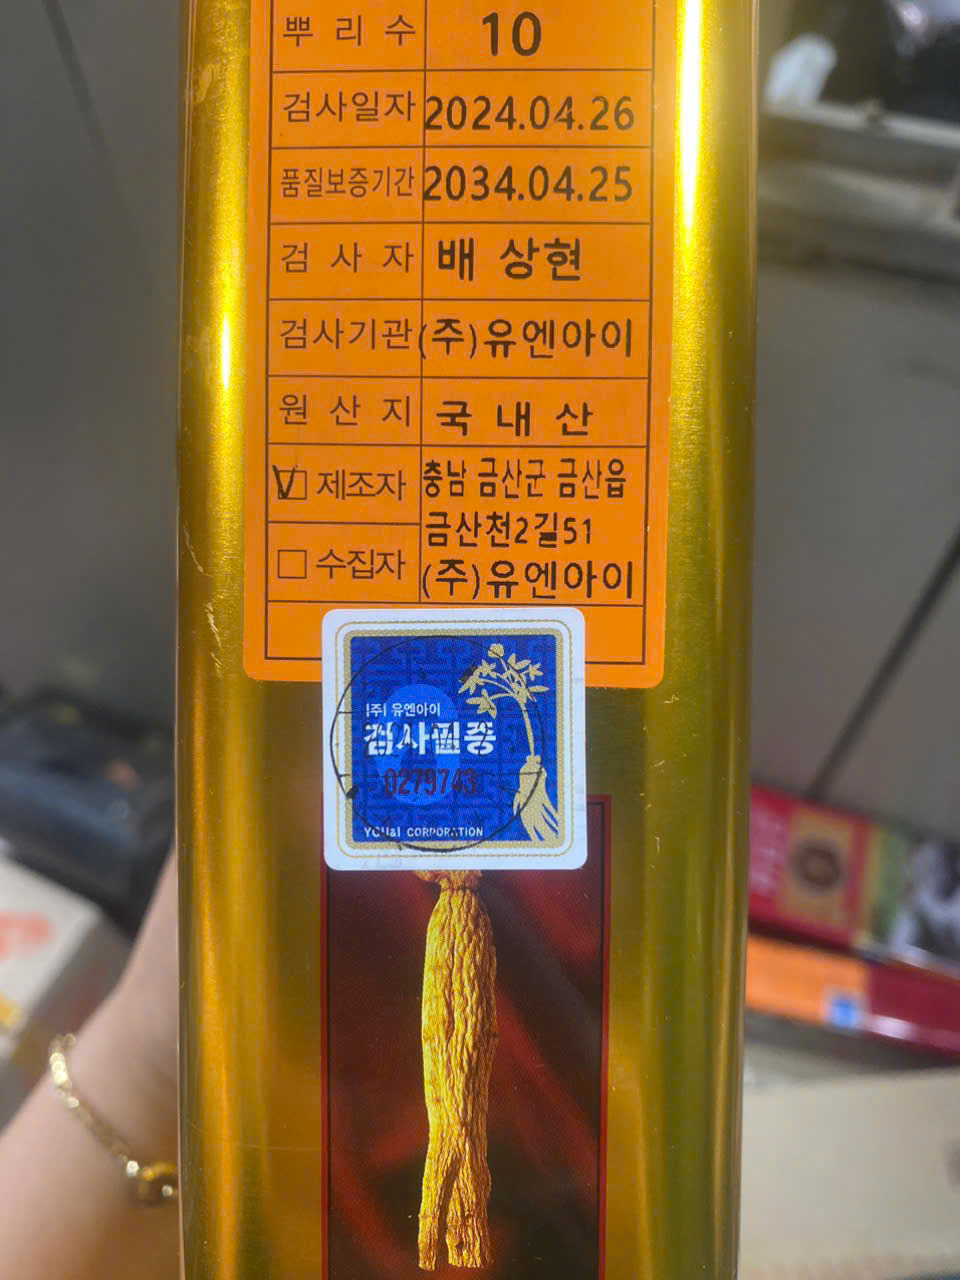 뿌리수 10
검사일자 2024.04.26
품질보증기간 2034.04.25
검사자 배상현
검사기관 (주)유엔아이
원산지 국내산
제조자 충남 금산군 금산읍
금산천2길51
수집자 (주)유엔아이
(주) 유엔아이
검사필증
0279743
YOU&I CORPORATION